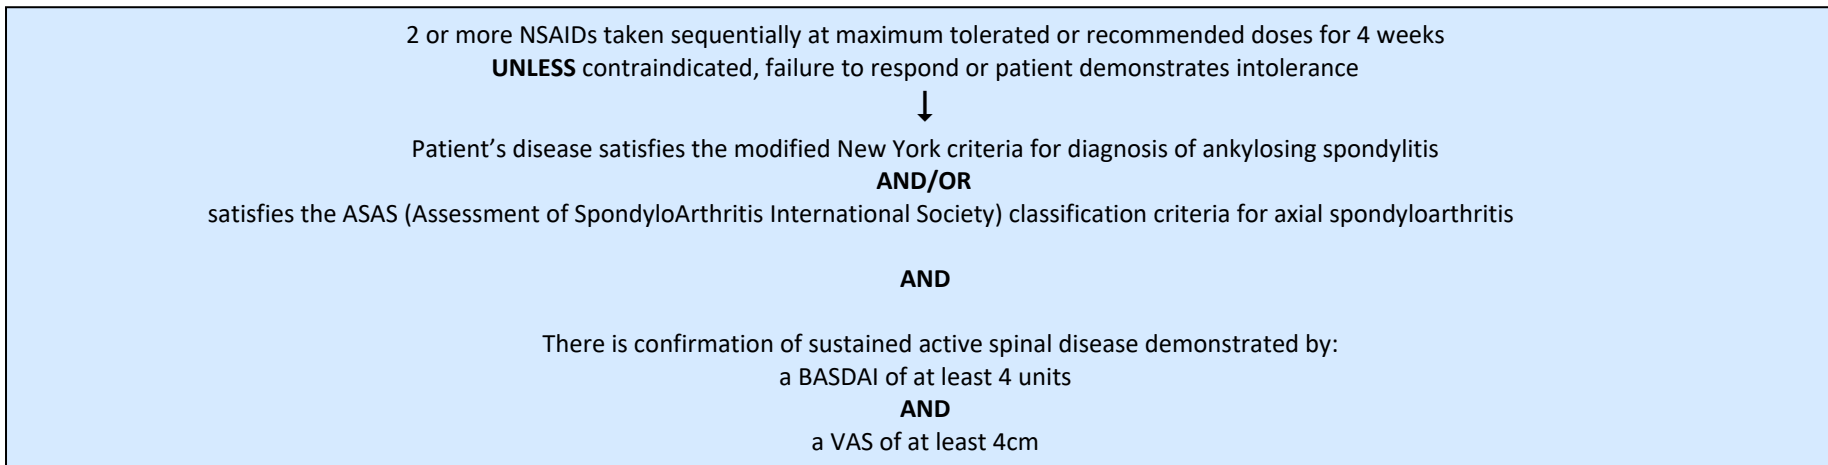 2 or more NSAIDs taken sequentially at maximum tolerated or recommended doses for 4 weeks
UNLESS contraindicated, failure to respond or patient demonstrates intolerance
Patient’s disease satisfies the modified New York criteria for diagnosis of ankylosing spondylitis
AND/OR
satisfies the ASAS (Assessment of SpondyloArthritis International Society) classification criteria for axial spondyloarthritis
AND
There is confirmation of sustained active spinal disease demonstrated by:
a BASDAI of at least 4 units
AND
a VAS of at least 4cm